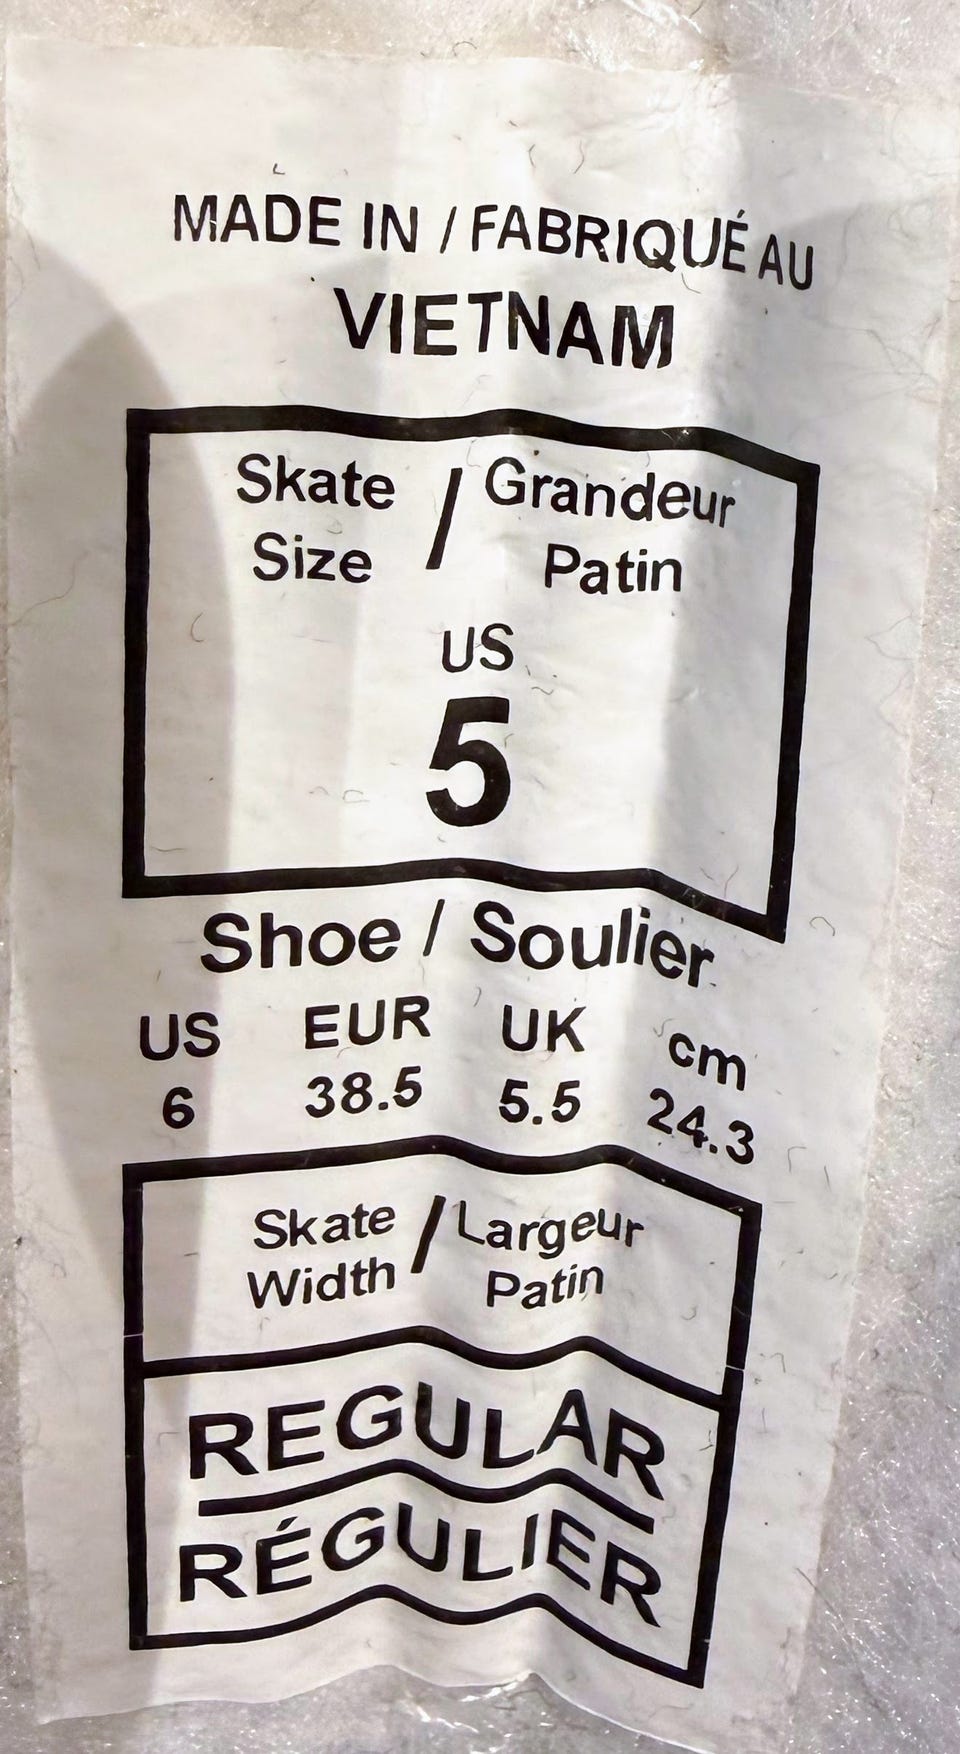 MADE IN / FABRIQUÉ AU
VIETNAM
Skate Size / Grandeur Patin
US
5
Shoe / Soulier
US EUR UK cm
6 38.5 5.5 24.3
Skate Width / Largeur Patin
REGULAR
RÉGULIER